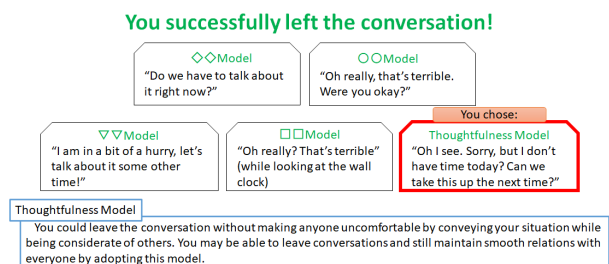 You successfully left the conversation!
◇◇Model
"Do we have to talk about
it right now?"
○○Model
"Oh really, that's terrible.
Were you okay?"
▽▽Model
"I am in a bit of a hurry, let's
talk about it some other
time!"
□□Model
"Oh really? That's terrible"
(while looking at the wall
clock)
You chose:
Thoughtfulness Model
"Oh I see. Sorry, but I don't
have time today? Can we
take this up the next time?"
Thoughtfulness Model
You could leave the conversation without making anyone uncomfortable by conveying your situation while
being considerate of others. You may be able to leave conversations and still maintain smooth relations with
everyone by adopting this model.